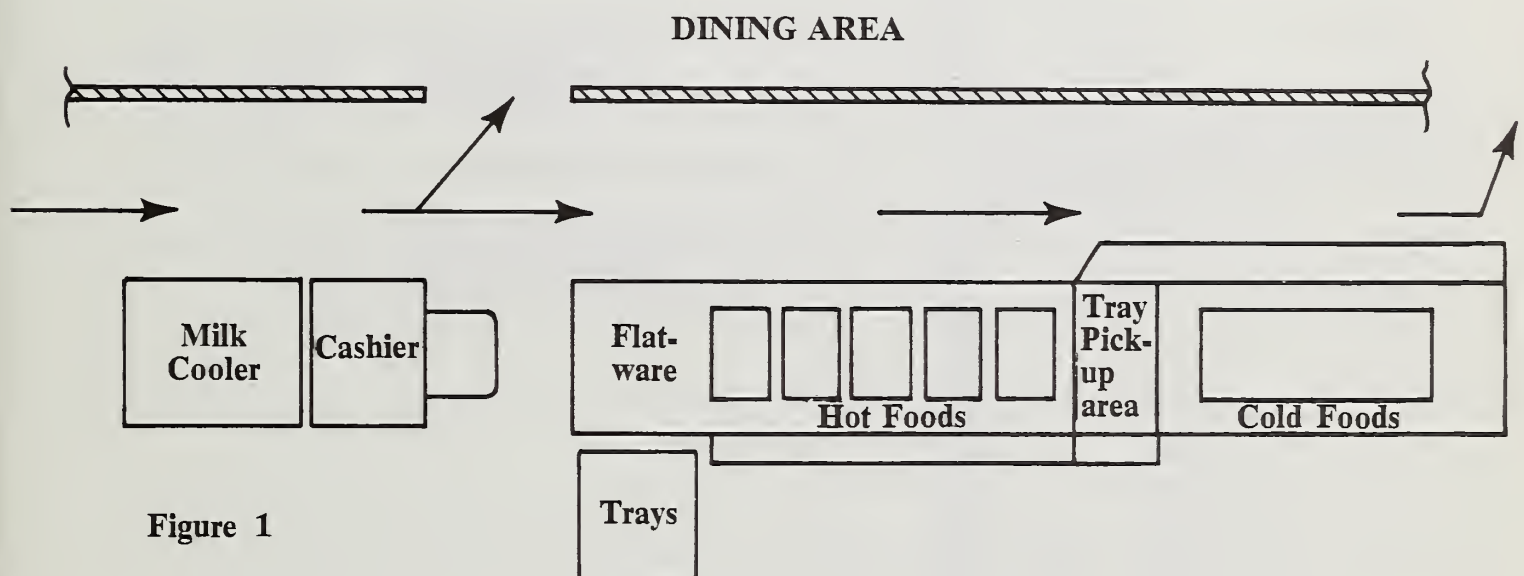 DINING AREA
Milk
Cooler
Cashier
Flat-
ware
Hot Foods
Tray
Pick-
up
area
Cold Foods
Trays
Figure 1